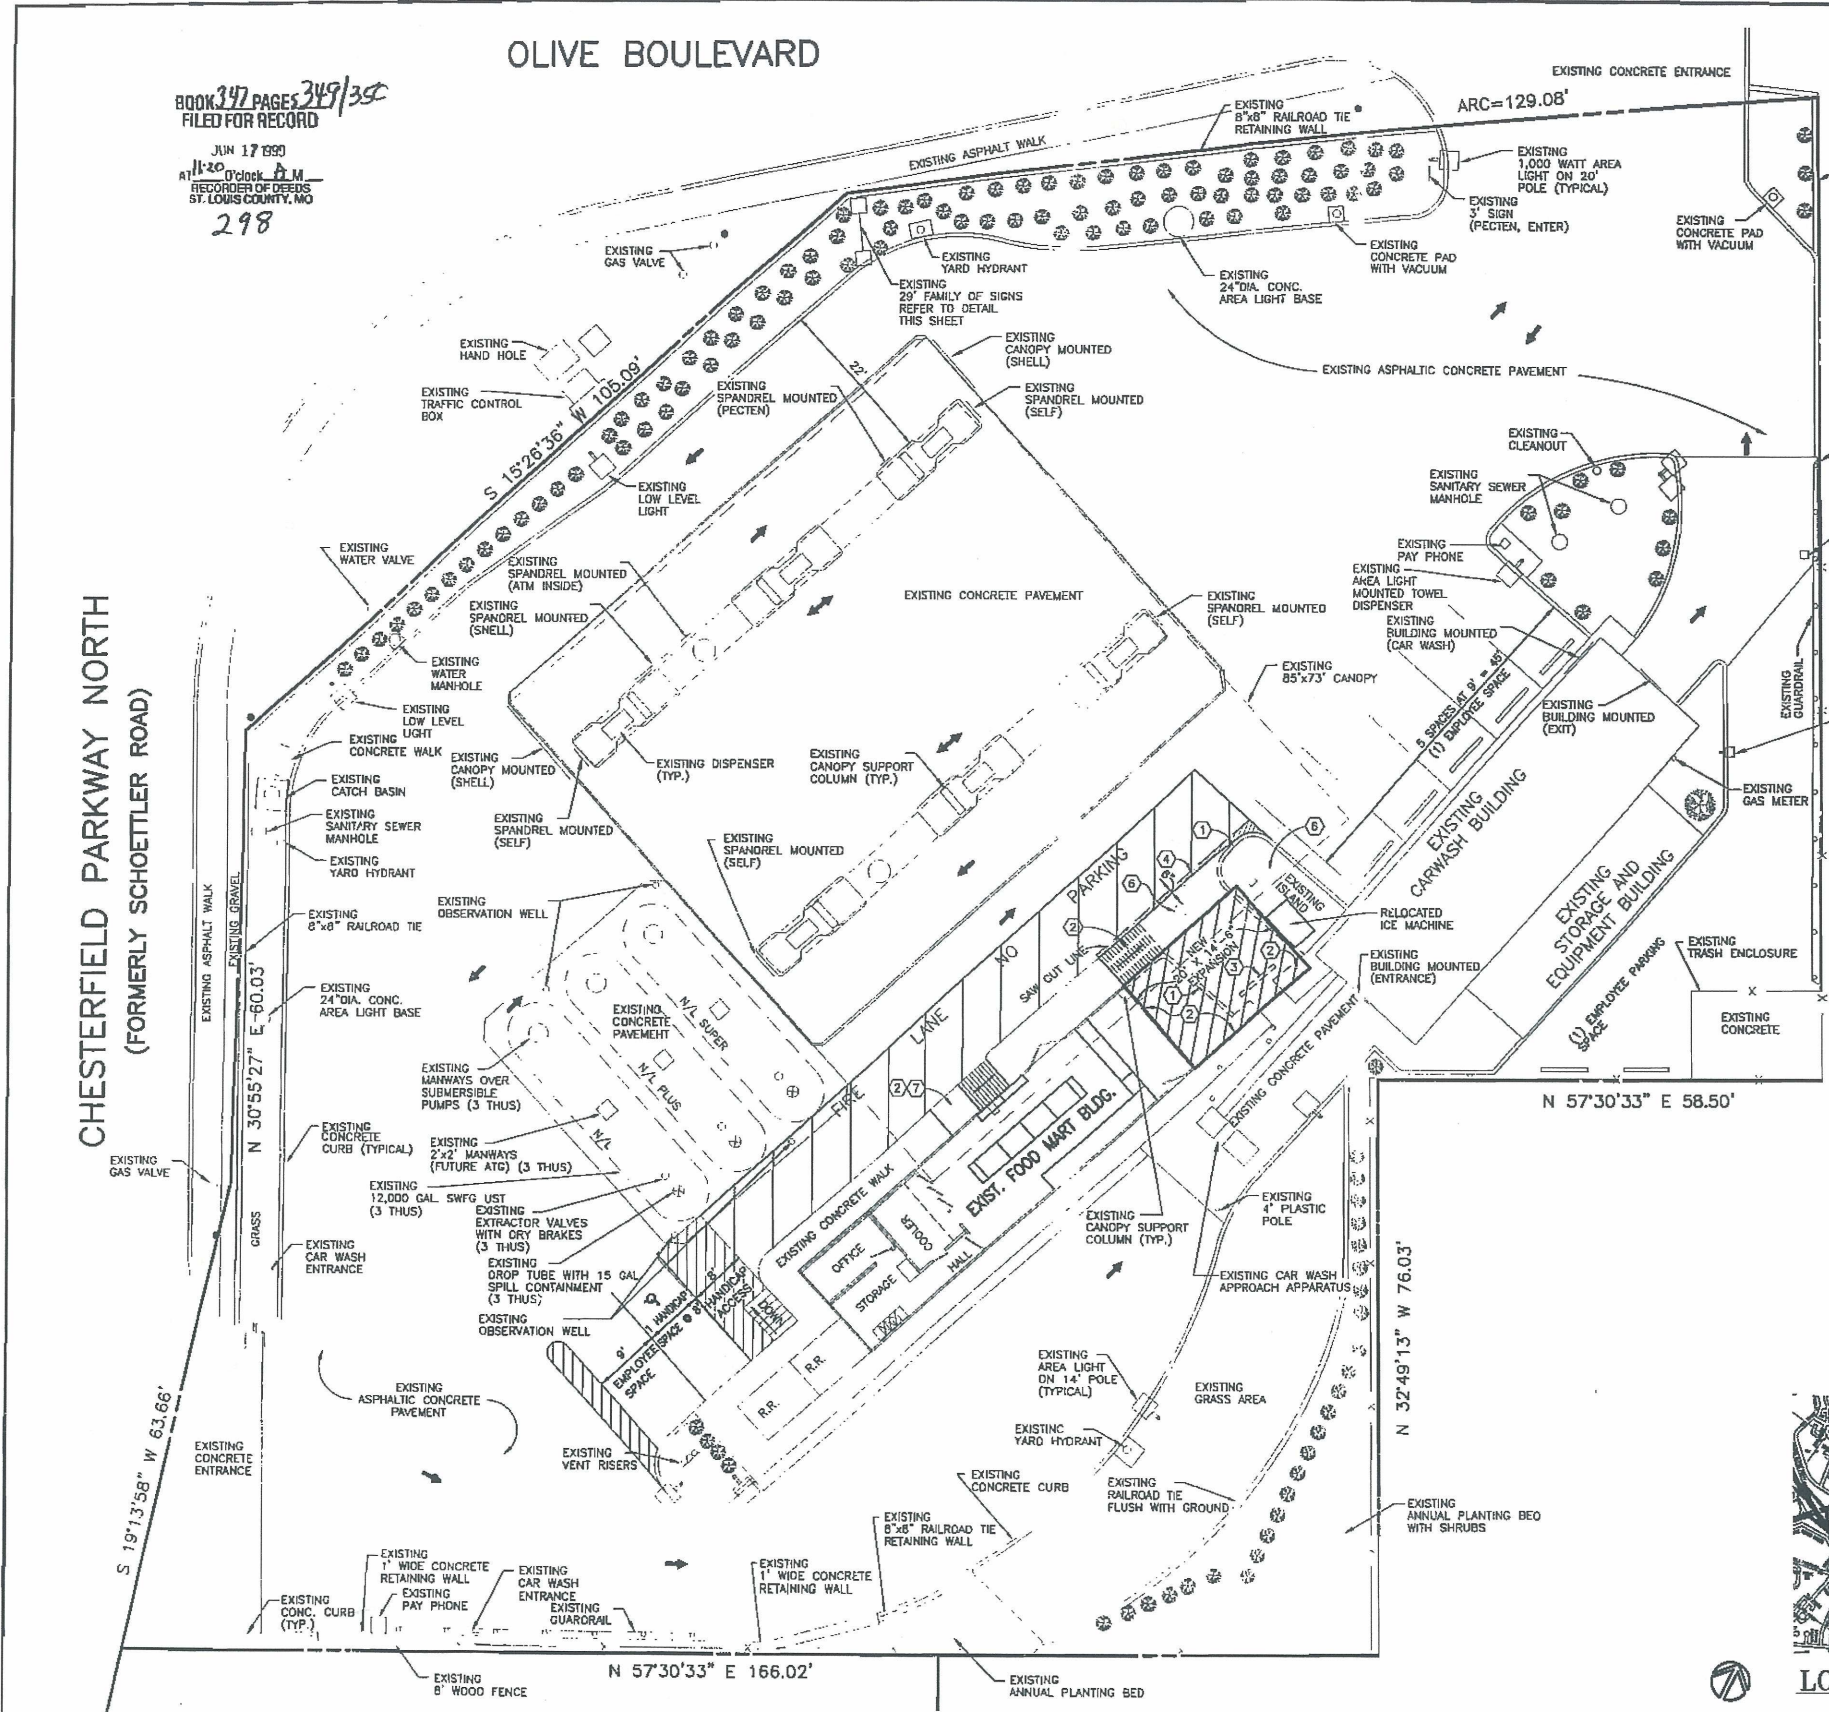 OLIVE BOULEVARD
BOOK 347 PAGES 349/350
FILED FOR RECORD
JUN 17 1999
AT 11:20 O'clock A M
RECORDER OF DEEDS
ST. LOUIS COUNTY, MO
298
EXISTING CONCRETE ENTRANCE
ARC=129.08'
EXISTING
8"x8" RAILROAD TIE
RETAINING WALL
EXISTING ASPHALT WALK
EXISTING
1,000 WATT AREA
LIGHT ON 20'
POLE (TYPICAL)
EXISTING
3' SIGN
(PECTEN, ENTER)
EXISTING
CONCRETE PAD
WITH VACUUM
EXISTING
GAS VALVE
EXISTING
YARD HYDRANT
EXISTING
CONCRETE PAD
WITH VACUUM
EXISTING
24"DIA. CONC.
AREA LIGHT BASE
EXISTING
29' FAMILY OF SIGNS
REFER TO DETAIL
THIS SHEET
EXISTING
HAND HOLE
EXISTING
CANOPY MOUNTED
(SHELL)
22'
EXISTING ASPHALTIC CONCRETE PAVEMENT
EXISTING
TRAFFIC CONTROL
BOX
S 15°26'36" W 105.09'
EXISTING
SPANDREL MOUNTED
(PECTEN)
EXISTING
SPANDREL MOUNTED
(SELF)
EXISTING
CLEANOUT
EXISTING
SANITARY SEWER
MANHOLE
EXISTING
LOW LEVEL
LIGHT
EXISTING
WATER VALVE
EXISTING
PAY PHONE
EXISTING
SPANDREL MOUNTED
(ATM INSIDE)
EXISTING
AREA LIGHT
MOUNTED TOWEL
DISPENSER
EXISTING
SPANDREL MOUNTED
(SHELL)
EXISTING CONCRETE PAVEMENT
EXISTING
SPANDREL MOUNTED
(SELF)
EXISTING
BUILDING MOUNTED
(CAR WASH)
CHESTERFIELD PARKWAY NORTH
(FORMERLY SCHOETTLER ROAD)
EXISTING
WATER
MANHOLE
EXISTING
85'x73' CANOPY
5 SPACES AT 9' = 45'
(1) EMPLOYEE SPACE
EXISTING
GUARDRAIL
EXISTING
BUILDING MOUNTED
(EXIT)
EXISTING
LOW LEVEL
LIGHT
EXISTING
CONCRETE WALK
EXISTING
CANOPY MOUNTED
(SHELL)
EXISTING DISPENSER
(TYP.)
EXISTING
CANOPY SUPPORT
COLUMN (TYP.)
EXISTING
CATCH BASIN
EXISTING
GAS METER
EXISTING
SANITARY SEWER
MANHOLE
EXISTING
SPANDREL MOUNTED
(SELF)
EXISTING
SPANDREL MOUNTED
(SELF)
1
6
EXISTING
CARWASH BUILDING
EXISTING
YARD HYDRANT
4
6
5'
FIRE LANE NO PARKING
EXISTING
ISLAND
EXISTING
STORAGE AND
EQUIPMENT BUILDING
EXISTING ASPHALT WALK
EXISTING GRAVEL
EXISTING
8"x8" RAILROAD TIE
EXISTING
OBSERVATION WELL
RELOCATED
ICE MACHINE
2
SAW CUT LINE
NEW
20' X 14'-6"
EXPANSION
2
3
1
2
EXISTING
BUILDING MOUNTED
(ENTRANCE)
EXISTING
TRASH ENCLOSURE
(1) EMPLOYEE PARKING
SPACE
EXISTING
CONCRETE
EXISTING
24"DIA. CONC.
AREA LIGHT BASE
N 30°55'27" E 60.03'
EXISTING
CONCRETE
PAVEMENT
N/L SUPER
N/L PLUS
N/L
EXISTING
MANWAYS OVER
SUBMERSIBLE
PUMPS (3 THUS)
2 7
EXISTING CONCRETE PAVEMENT
N 57°30'33" E 58.50'
EXISTING
CONCRETE
CURB (TYPICAL)
EXISTING
2'x2' MANWAYS
(FUTURE ATG) (3 THUS)
EXIST. FOOD MART BLDG.
EXISTING
GAS VALVE
EXISTING
12,000 GAL SWFG UST
(3 THUS)
EXISTING
EXTRACTOR VALVES
WITH DRY BRAKES
(3 THUS)
EXISTING CONCRETE WALK
EXISTING
4' PLASTIC
POLE
GRASS
EXISTING
CAR WASH
ENTRANCE
EXISTING
DROP TUBE WITH 15 GAL
SPILL CONTAINMENT
(3 THUS)
OFFICE
COOLER
STORAGE
HALL
EXISTING
CANOPY SUPPORT
COLUMN (TYP.)
EXISTING CAR WASH
APPROACH APPARATUS
EXISTING
OBSERVATION WELL
1 HANDICAP
SPACE @ 8'
8' HANDICAP
ACCESS
DOWN
9'
EMPLOYEE
SPACE
R.R.
R.R.
N 32°49'13" W 76.03'
EXISTING
AREA LIGHT
ON 14' POLE
(TYPICAL)
EXISTING
GRASS AREA
EXISTING
ASPHALTIC CONCRETE
PAVEMENT
S 19°13'58" W 63.66'
EXISTING
CONCRETE
ENTRANCE
EXISTING
VENT RISERS
EXISTING
YARD HYDRANT
EXISTING
CONCRETE CURB
EXISTING
RAILROAD TIE
FLUSH WITH GROUND
EXISTING
ANNUAL PLANTING BED
WITH SHRUBS
EXISTING
8"x8" RAILROAD TIE
RETAINING WALL
EXISTING
1' WIDE CONCRETE
RETAINING WALL
EXISTING
CAR WASH
ENTRANCE
EXISTING
1' WIDE CONCRETE
RETAINING WALL
EXISTING
CONC. CURB
(TYP.)
EXISTING
PAY PHONE
EXISTING
GUARDRAIL
N 57°30'33" E 166.02'
EXISTING
8' WOOD FENCE
EXISTING
ANNUAL PLANTING BED
LO